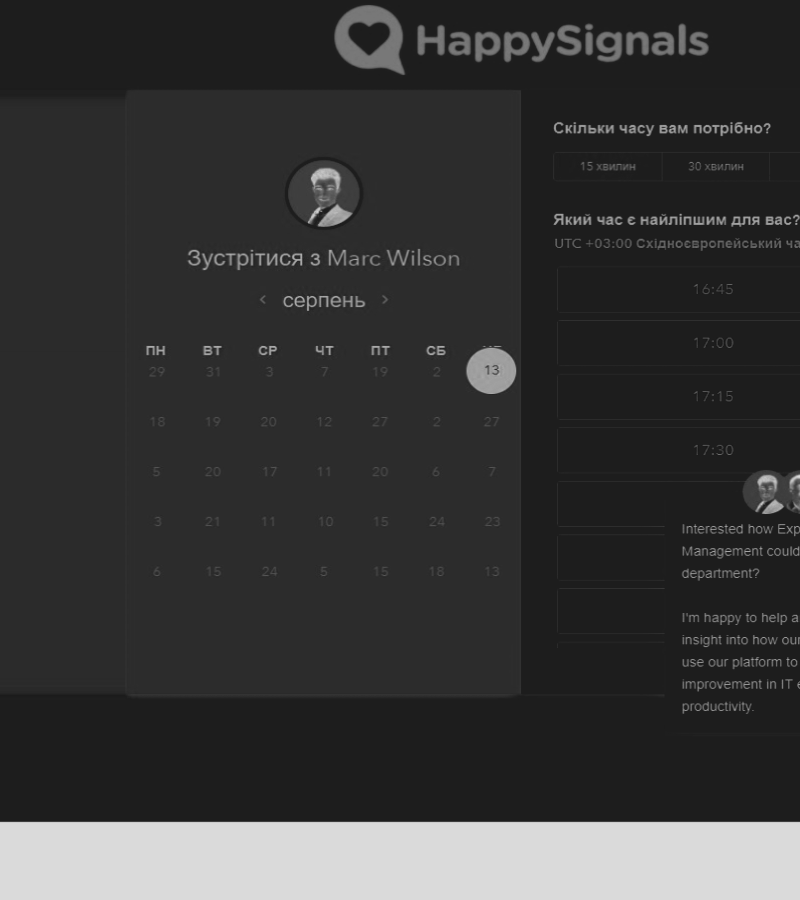 HappySignals
Зустрітися з Marc Wilson
серпень
ПН ВТ СР ЧТ ПТ СБ
29 31 3 7 19 2 13
18 19 20 12 27 2 27
5 20 17 11 20 6 7
3 21 11 10 15 24 23
6 15 24 5 15 18 13
Скільки часу вам потрібно?
15 хвилин 30 хвилин
Який час є найліпшим для вас?
UTC +03:00 Східноєвропейський ча
16:45
17:00
17:15
17:30
Interested how Exp
Management could
department?
I'm happy to help a
insight into how our
use our platform to
improvement in IT e
productivity.